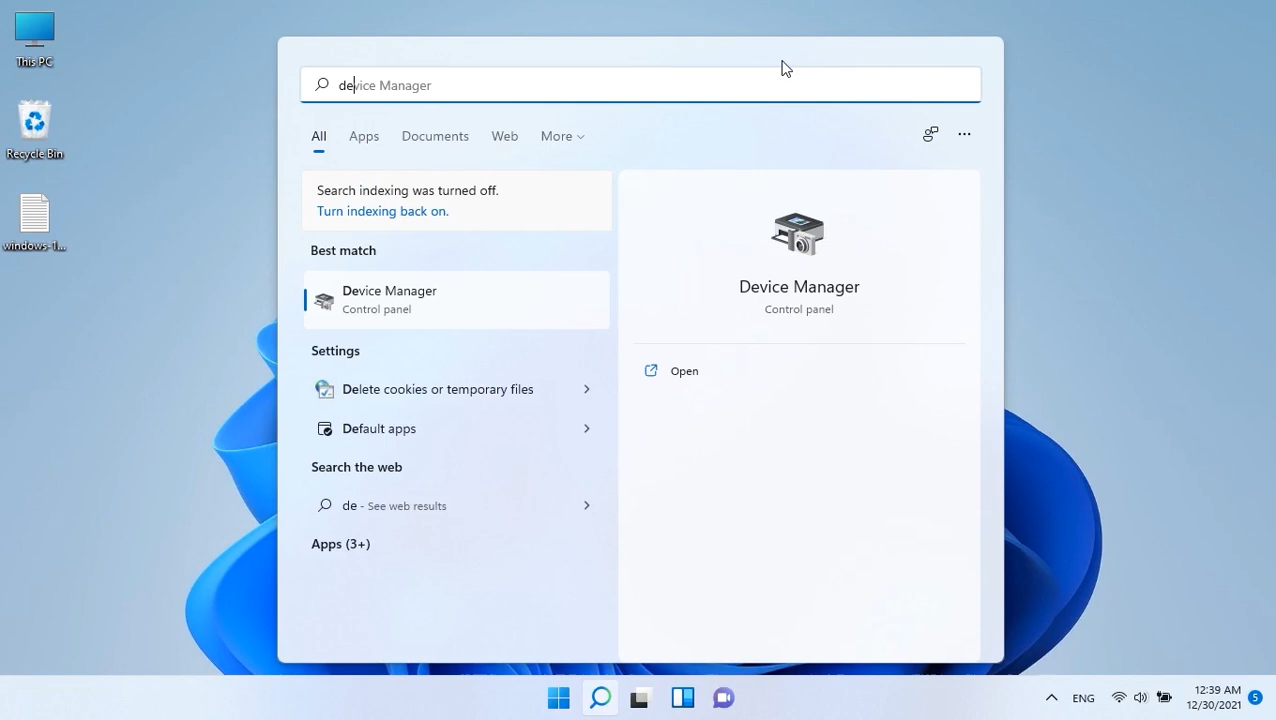 This PC
Recycle Bin
windows-1...
device Manager
All Apps Documents Web More
Search indexing was turned off.
Turn indexing back on.
Best match
Device Manager
Control panel
Settings
Delete cookies or temporary files
Default apps
Search the web
de - See web results
Apps (3+)
Device Manager
Control panel
Open
ENG
12:39 AM
12/30/2021
5